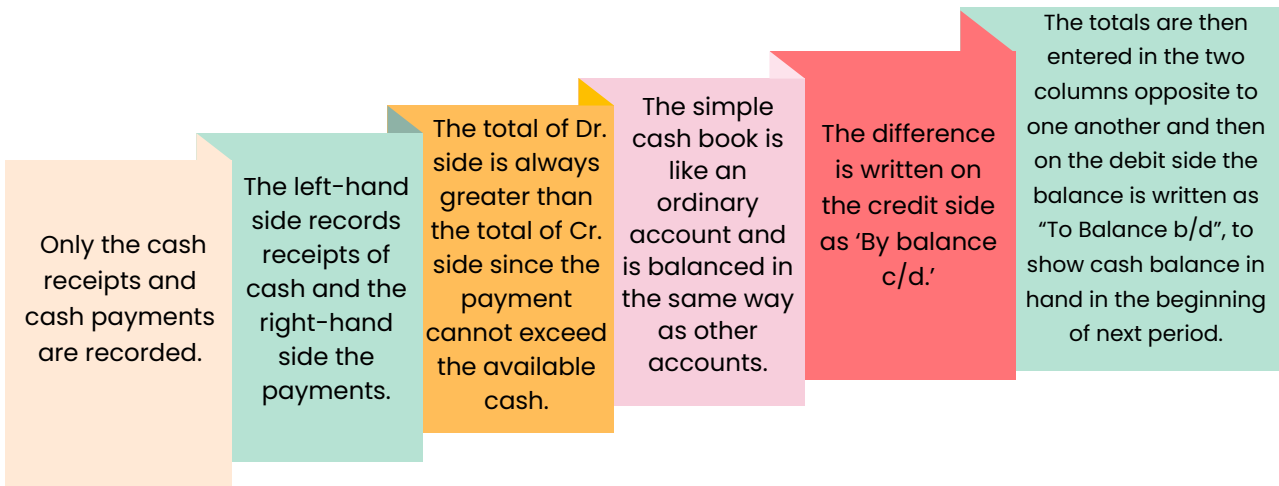 Only the cash
receipts and
cash payments
are recorded.
The left-hand
side records
receipts of
cash and the
right-hand
side the
payments.
The total of Dr.
side is always
greater than
the total of Cr.
side since the
payment
cannot exceed
the available
cash.
The simple
cash book is
like an
ordinary
account and
is balanced in
the same way
as other
accounts.
The difference
is written on
the credit side
as ‘By balance
c/d.’
The totals are then
entered in the two
columns opposite to
one another and then
on the debit side the
balance is written as
“To Balance b/d”, to
show cash balance in
hand in the beginning
of next period.